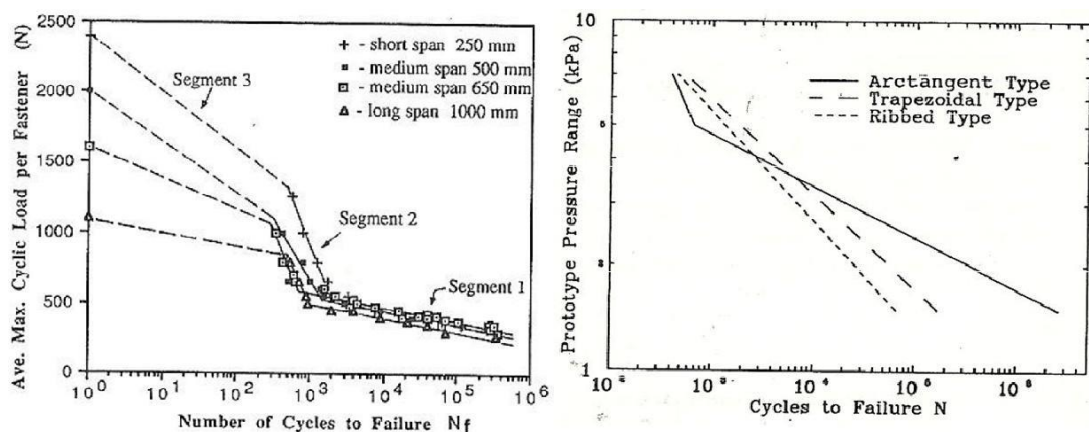 Ave. Max. Cyclic Load per Fastener (N)
2500
2000
1500
1000
500
0
+ - short span 250 mm
▪ - medium span 500 mm
⊡ - medium span 650 mm
△ - long span 1000 mm
Segment 3
Segment 2
Segment 1
10⁰ 10¹ 10² 10³ 10⁴ 10⁵ 10⁶
Number of Cycles to Failure Nf
Prototype Pressure Range (kPa)
10
1
Arctangent Type
Trapezoidal Type
Ribbed Type
10² 10³ 10⁴ 10⁵ 10⁶
Cycles to Failure N